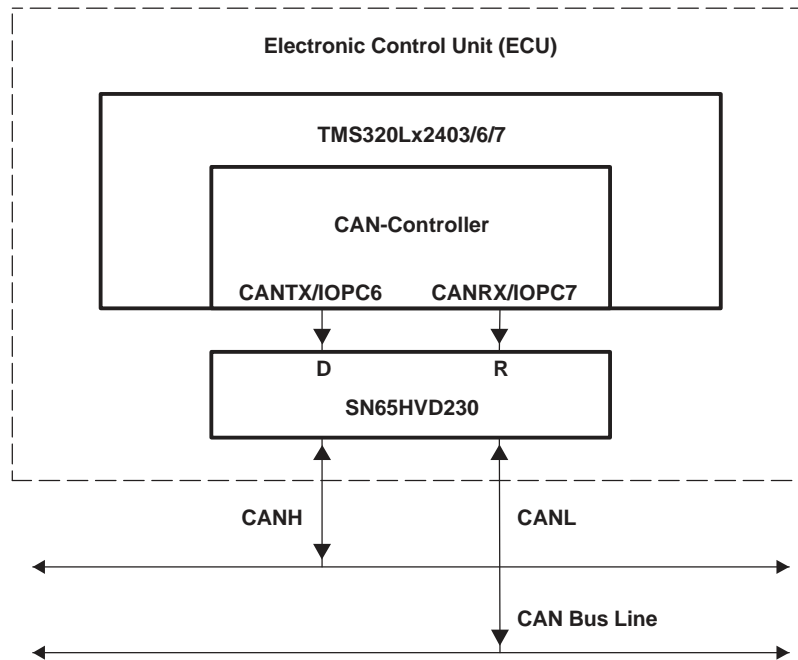 Electronic Control Unit (ECU)
TMS320Lx2403/6/7
CAN-Controller
CANTX/IOPC6 CANRX/IOPC7
D R
SN65HVD230
CANH CANL
CAN Bus Line